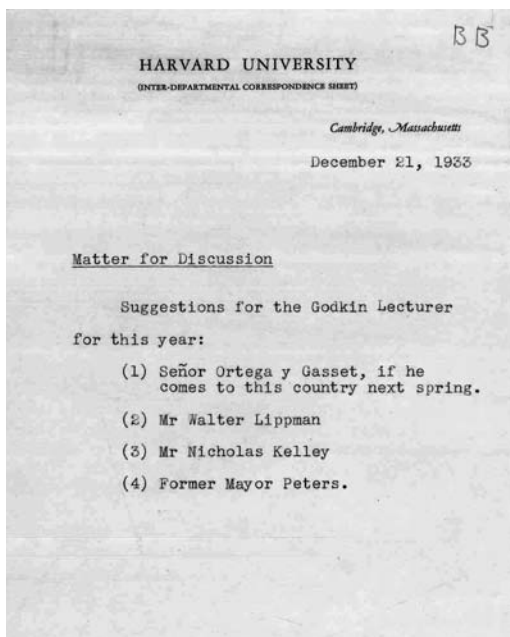 BB
HARVARD UNIVERSITY
(INTER-DEPARTMENTAL CORRESPONDENCE SHEET)
Cambridge, Massachusetts
December 21, 1933
Matter for Discussion
Suggestions for the Godkin Lecturer
for this year:
(1) Señor Ortega y Gasset, if he
comes to this country next spring.
(2) Mr Walter Lippman
(3) Mr Nicholas Kelley
(4) Former Mayor Peters.